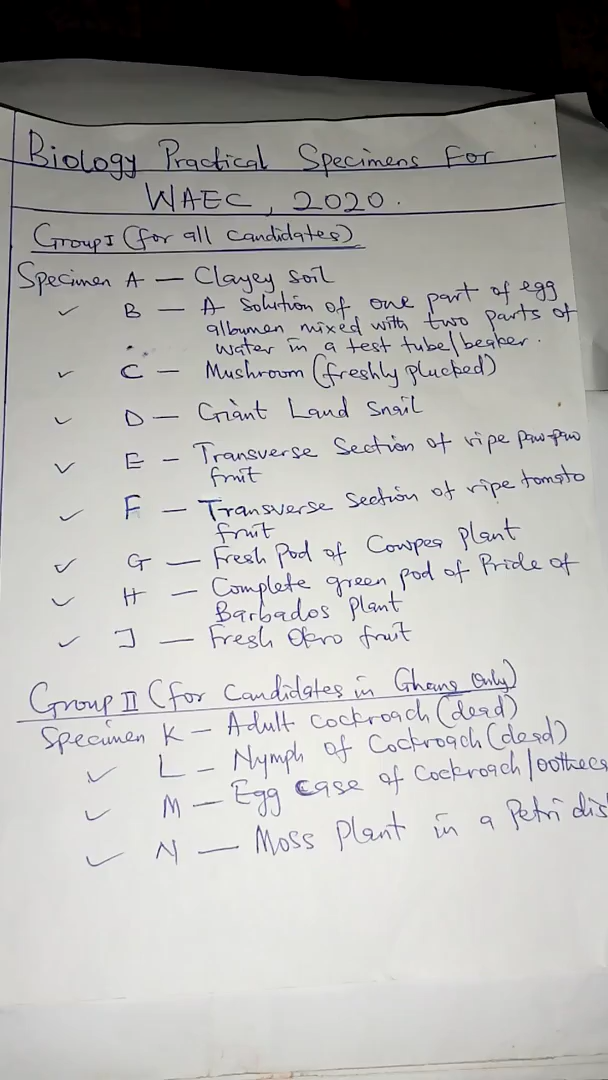 Biology Practical Specimens For
WAEC, 2020.
Group I (for all candidates)
Specimen A — Clayey soil
✓ B — A solution of one part of egg
albumen mixed with two parts of
water in a test tube/beaker.
✓ C — Mushroom (freshly plucked)
✓ D — Giant Land Snail
✓ E — Transverse Section of ripe paw-paw
fruit
✓ F — Transverse Section of ripe tomato
fruit
✓ G — Fresh Pod of Cowpea plant
✓ H — Complete green pod of Pride of
Barbados plant
✓ J — Fresh Okro fruit
Group II (for candidates in Ghana only)
Specimen K — Adult cockroach (dead)
✓ L — Nymph of Cockroach (dead)
✓ M — Egg case of Cockroach/ootheca
✓ N — Moss plant in a Petri dis